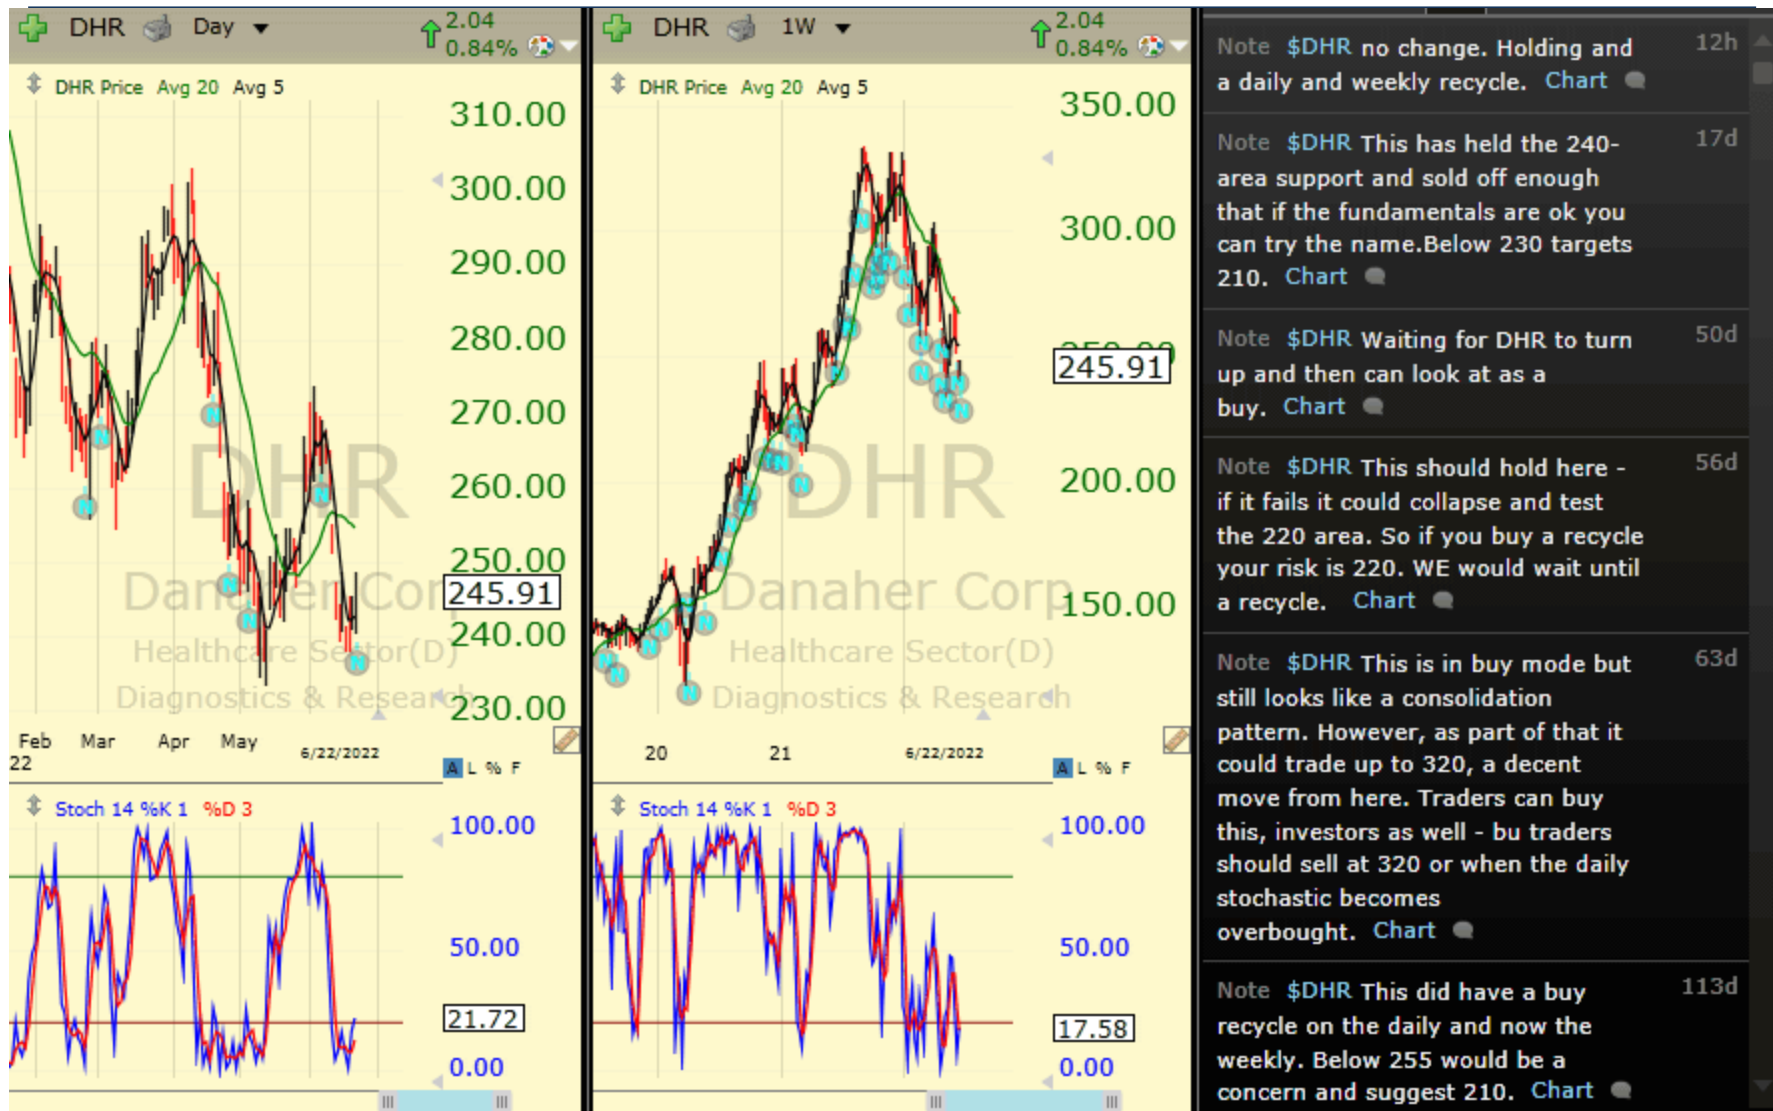 DHR Day 2.04
0.84%
DHR Price Avg 20 Avg 5
310.00
300.00
290.00
280.00
270.00
260.00
250.00
245.91
240.00
230.00
DHR
Danaher Corp
Healthcare Sector(D)
Diagnostics & Research
Feb Mar Apr May 6/22/2022
22
A L % F
Stoch 14 %K 1 %D 3
100.00
50.00
21.72
0.00
DHR 1W 2.04
0.84%
DHR Price Avg 20 Avg 5
350.00
300.00
250.00
245.91
200.00
150.00
DHR
Danaher Corp
Healthcare Sector(D)
Diagnostics & Research
20 21 6/22/2022
A L % F
Stoch 14 %K 1 %D 3
100.00
50.00
17.58
0.00
Note $DHR no change. Holding and 12h
a daily and weekly recycle. Chart
Note $DHR This has held the 240- 17d
area support and sold off enough
that if the fundamentals are ok you
can try the name.Below 230 targets
210. Chart
Note $DHR Waiting for DHR to turn 50d
up and then can look at as a
buy. Chart
Note $DHR This should hold here - 56d
if it fails it could collapse and test
the 220 area. So if you buy a recycle
your risk is 220. WE would wait until
a recycle. Chart
Note $DHR This is in buy mode but 63d
still looks like a consolidation
pattern. However, as part of that it
could trade up to 320, a decent
move from here. Traders can buy
this, investors as well - bu traders
should sell at 320 or when the daily
stochastic becomes
overbought. Chart
Note $DHR This did have a buy 113d
recycle on the daily and now the
weekly. Below 255 would be a
concern and suggest 210. Chart